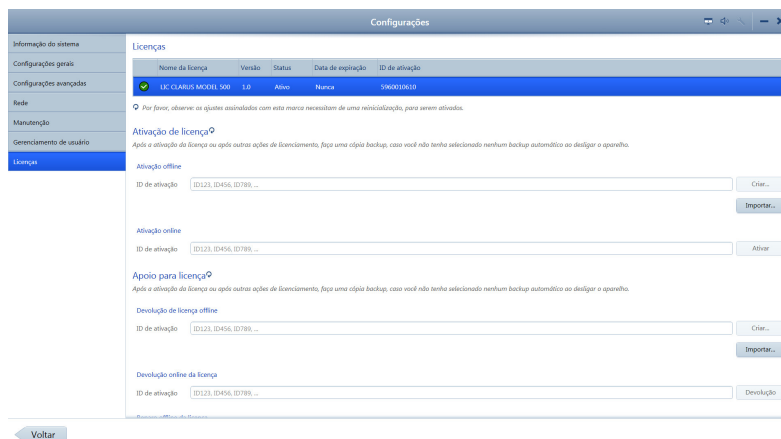 Configurações
Informação do sistema
Configurações gerais
Configurações avançadas
Rede
Manutenção
Gerenciamento de usuário
Licenças
Licenças
Nome da licença Versão Status Data de expiração ID de ativação
LIC CLARUS MODEL 500 1.0 Ativo Nunca 5960010610
Por favor, observe: os ajustes assinalados com esta marca necessitam de uma reinicialização, para serem ativados.
Ativação de licença
Após a ativação da licença ou após outras ações de licenciamento, faça uma cópia backup, caso você não tenha selecionado nenhum backup automático ao desligar o aparelho.
Ativação offline
ID de ativação ID123, ID456, ID789, ... Criar...
Importar...
Ativação online
ID de ativação ID123, ID456, ID789, ... Ativar
Apoio para licença
Após a ativação da licença ou após outras ações de licenciamento, faça uma cópia backup, caso você não tenha selecionado nenhum backup automático ao desligar o aparelho.
Devolução de licença offline
ID de ativação ID123, ID456, ID789, ... Criar...
Importar...
Devolução online da licença
ID de ativação ID123, ID456, ID789, ... Devolução
Voltar